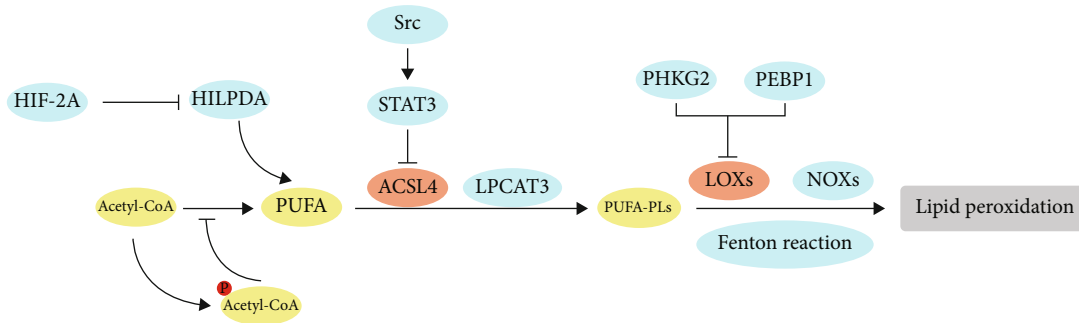 Src
PHKG2
PEBP1
HIF-2A
HILPDA
STAT3
ACSL4
LPCAT3
LOXs
NOXs
Acetyl-CoA
PUFA
PUFA-PLs
Lipid peroxidation
Fenton reaction
P
Acetyl-CoA